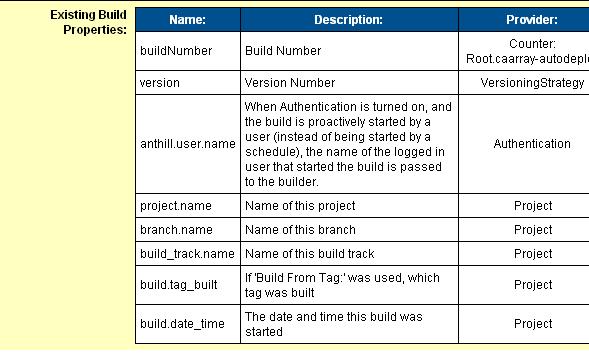 Existing Build
Properties:
Name: Description: Provider:
buildNumber Build Number Counter:
Root.caarray-autodeplo
version Version Number VersioningStrategy
anthill.user.name When Authentication is turned on, and
the build is proactively started by a
user (instead of being started by a
schedule), the name of the logged in
user that started the build is passed
to the builder. Authentication
project.name Name of this project Project
branch.name Name of this branch Project
build_track.name Name of this build track Project
build.tag_built If 'Build From Tag:' was used, which
tag was built Project
build.date_time The date and time this build was
started Project